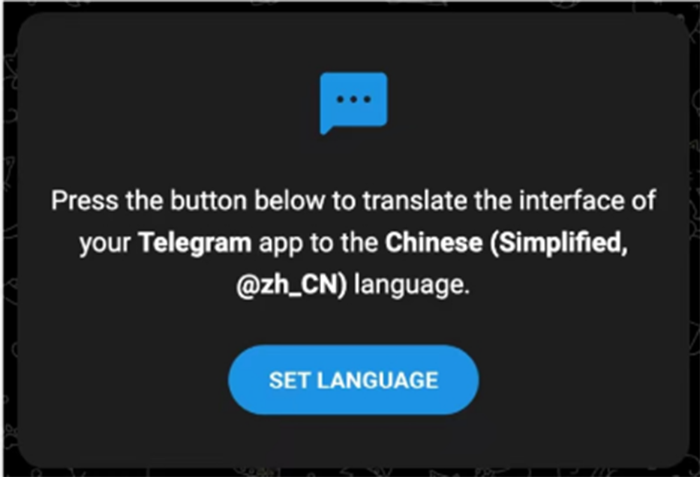 Press the button below to translate the interface of
your Telegram app to the Chinese (Simplified,
@zh_CN) language.
SET LANGUAGE